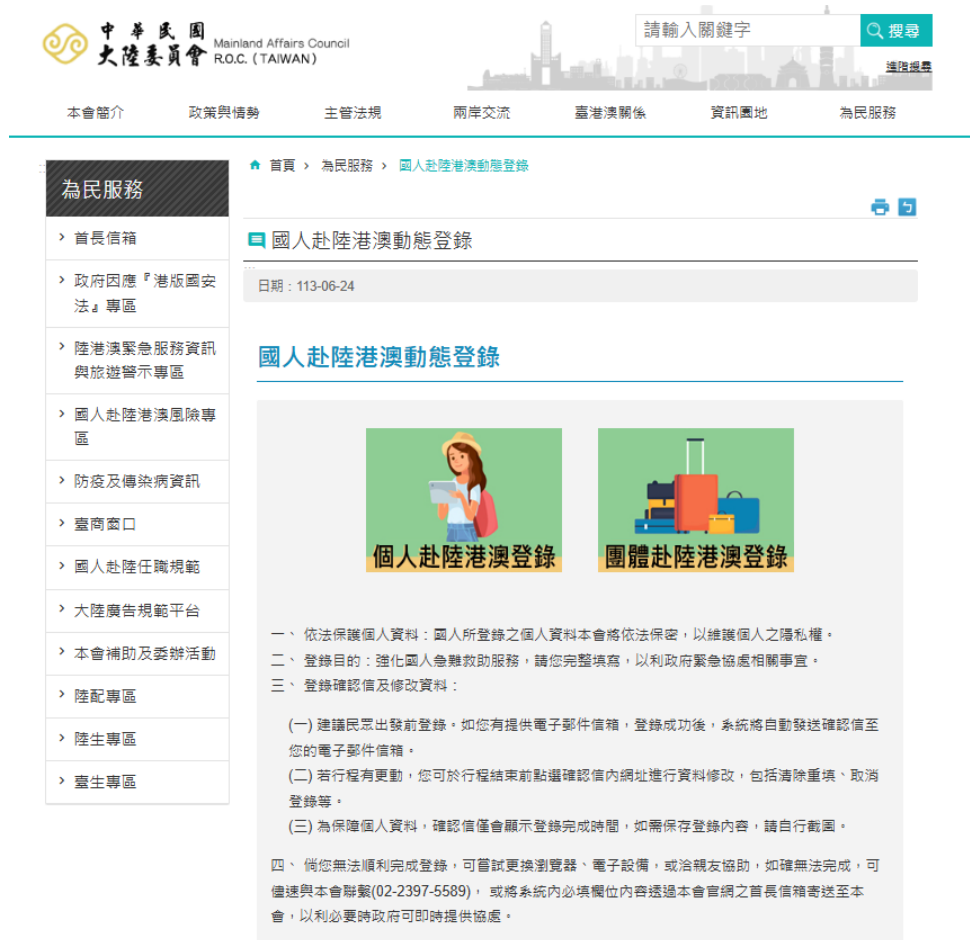 中華民國
大陸委員會
Mainland Affairs Council
R.O.C. (TAIWAN)
請輸入關鍵字
搜尋
進階搜尋
本會簡介 政策與情勢 主管法規 兩岸交流 臺港澳關係 資訊園地 為民服務
:::
為民服務
首長信箱
政府因應『港版國安
法』專區
陸港澳緊急服務資訊
與旅遊警示專區
國人赴陸港澳風險專
區
防疫及傳染病資訊
臺商窗口
國人赴陸任職規範
大陸廣告規範平台
本會補助及委辦活動
陸配專區
陸生專區
臺生專區
首頁 › 為民服務 › 國人赴陸港澳動態登錄
國人赴陸港澳動態登錄
:::
日期：113-06-24
國人赴陸港澳動態登錄
個人赴陸港澳登錄
團體赴陸港澳登錄
一、 依法保護個人資料：國人所登錄之個人資料本會將依法保密，以維護個人之隱私權。
二、 登錄目的：強化國人急難救助服務，請您完整填寫，以利政府緊急協處相關事宜。
三、 登錄確認信及修改資料：
(一) 建議民眾出發前登錄。如您有提供電子郵件信箱，登錄成功後，系統將自動發送確認信至
您的電子郵件信箱。
(二) 若行程有更動，您可於行程結束前點選確認信內網址進行資料修改，包括清除重填、取消
登錄等。
(三) 為保障個人資料，確認信僅會顯示登錄完成時間，如需保存登錄內容，請自行截圖。
四、 倘您無法順利完成登錄，可嘗試更換瀏覽器、電子設備，或洽親友協助，如確無法完成，可
儘速與本會聯繫(02-2397-5589)， 或將系統內必填欄位內容透過本會官網之首長信箱寄送至本
會，以利必要時政府可即時提供協處。